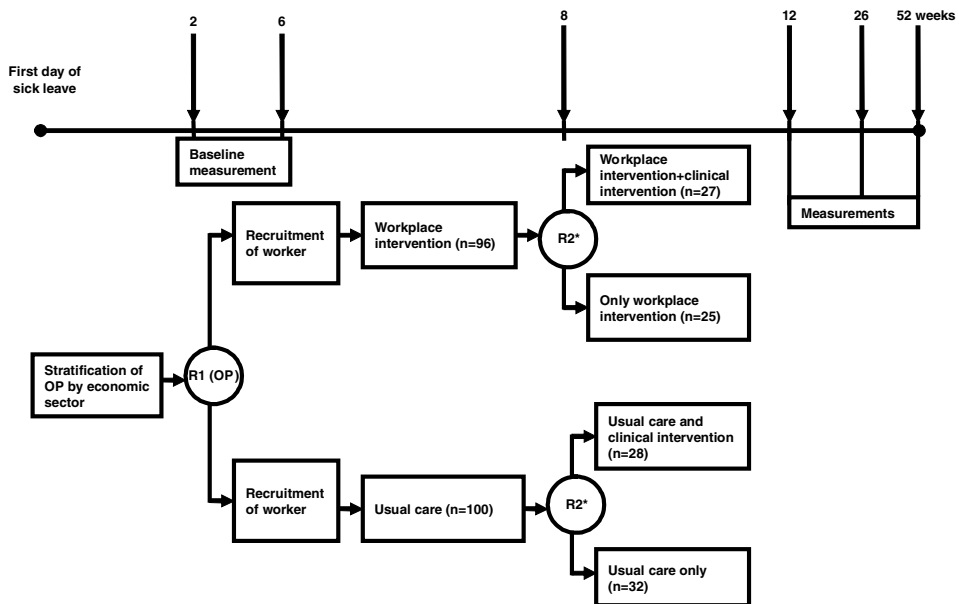 2
6
8
12
26
52 weeks
First day of
sick leave
Baseline
measurement
Workplace
intervention+clinical
intervention (n=27)
Measurements
Recruitment
of worker
Workplace
intervention (n=96)
R2*
Only workplace
intervention (n=25)
Stratification of
OP by economic
sector
R1 (OP)
Usual care and
clinical intervention
(n=28)
Recruitment
of worker
Usual care (n=100)
R2*
Usual care only
(n=32)